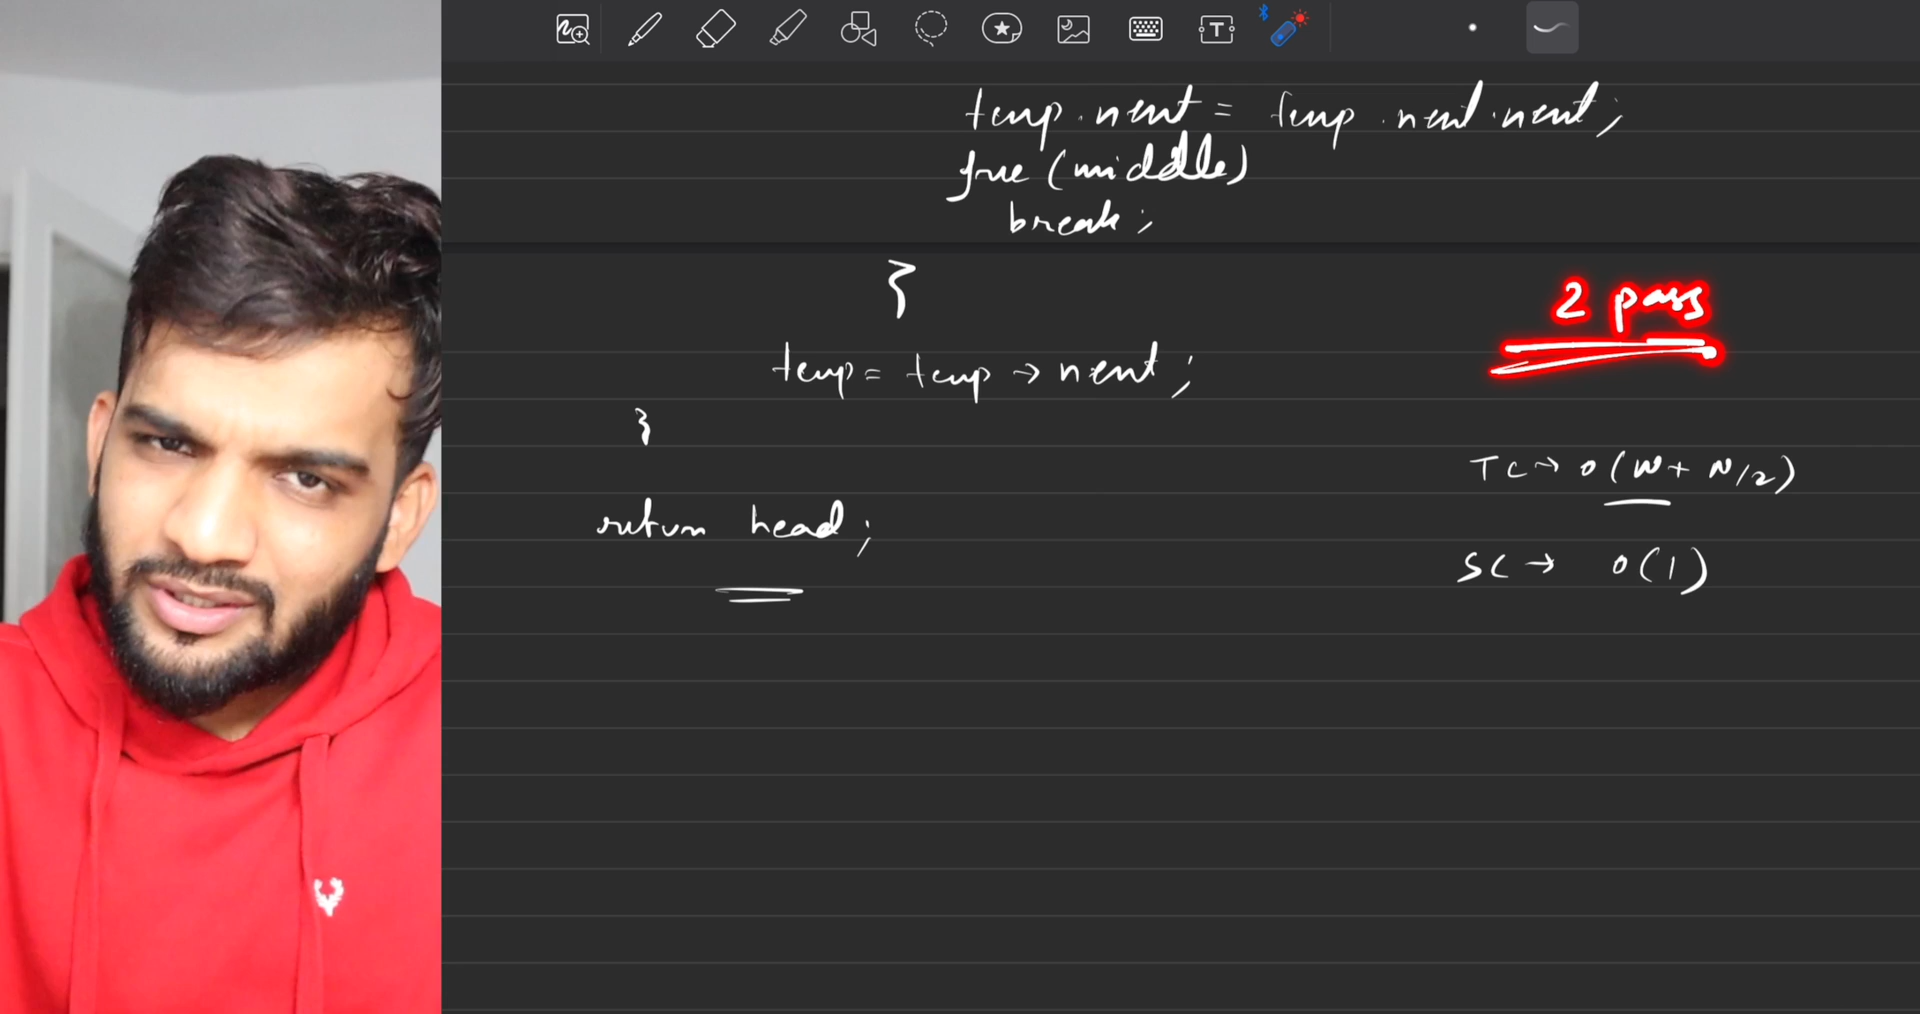 temp.next = temp.next.next;
free (middle)
break;
}
2 pass
temp = temp → next;
}
TC → O(N + N/2)
return head;
SC → O(1)